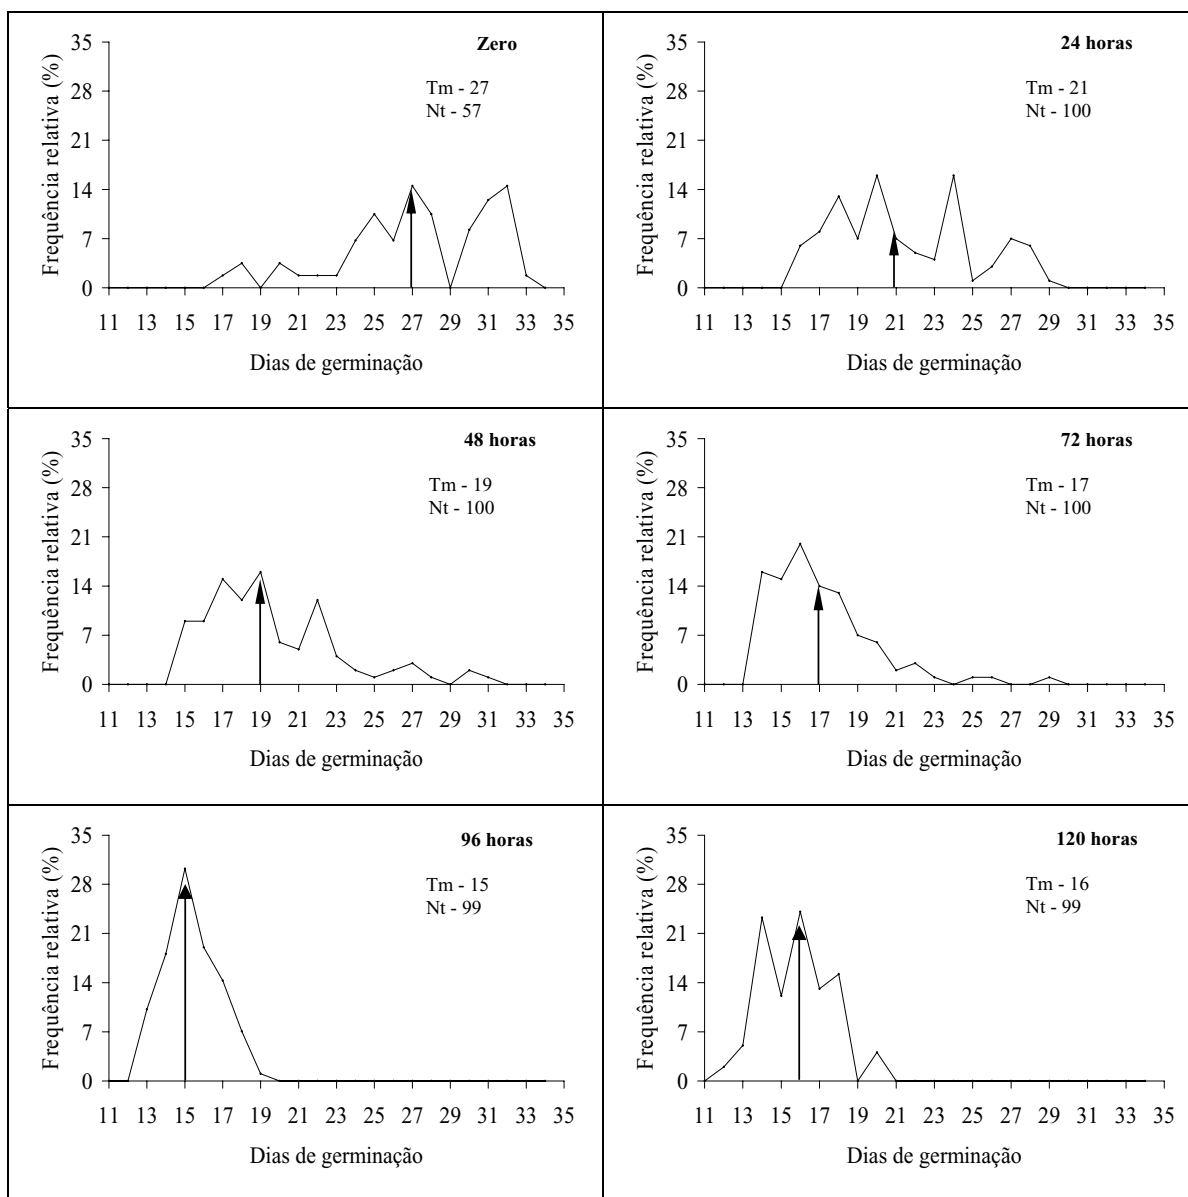 Zero
Tm - 27
Nt - 57
Frequência relativa (%)
35
28
21
14
7
0
11 13 15 17 19 21 23 25 27 29 31 33 35
Dias de germinação
24 horas
Tm - 21
Nt - 100
Frequência relativa (%)
35
28
21
14
7
0
11 13 15 17 19 21 23 25 27 29 31 33 35
Dias de germinação
48 horas
Tm - 19
Nt - 100
Frequência relativa (%)
35
28
21
14
7
0
11 13 15 17 19 21 23 25 27 29 31 33 35
Dias de germinação
72 horas
Tm - 17
Nt - 100
Frequência relativa (%)
35
28
21
14
7
0
11 13 15 17 19 21 23 25 27 29 31 33 35
Dias de germinação
96 horas
Tm - 15
Nt - 99
Frequência relativa (%)
35
28
21
14
7
0
11 13 15 17 19 21 23 25 27 29 31 33 35
Dias de germinação
120 horas
Tm - 16
Nt - 99
Frequência relativa (%)
35
28
21
14
7
0
11 13 15 17 19 21 23 25 27 29 31 33 35
Dias de germinação